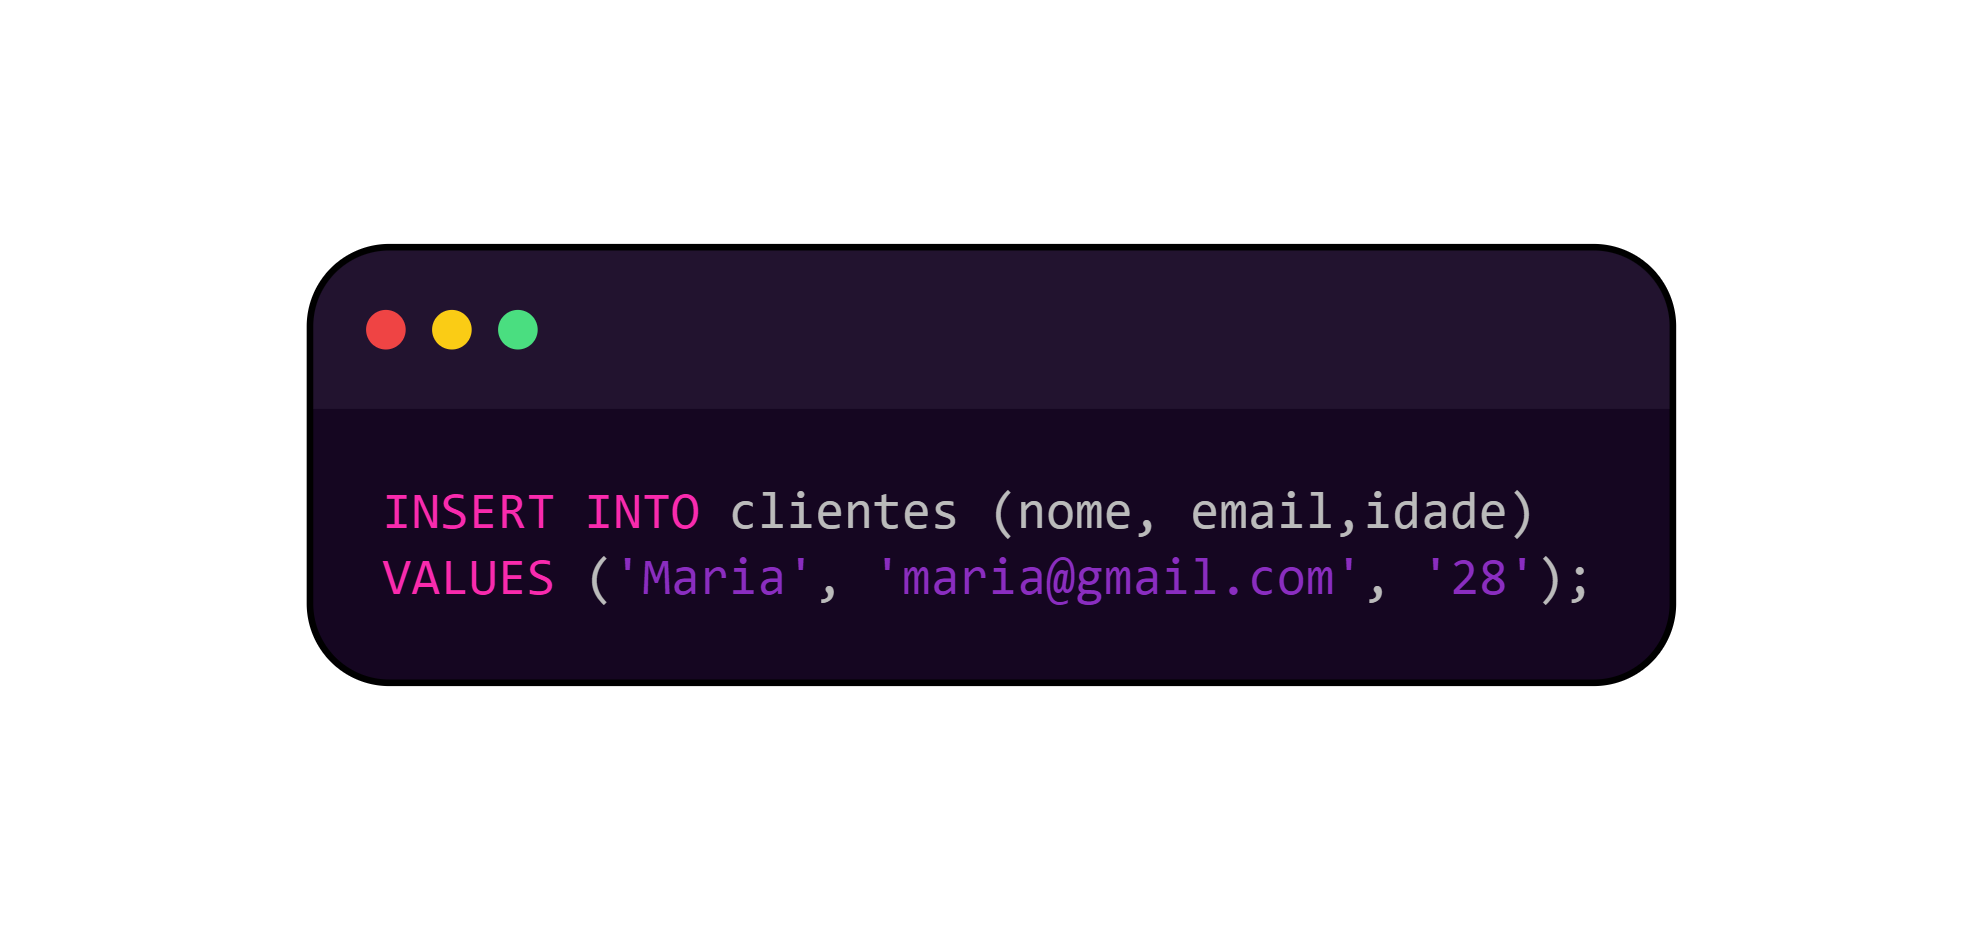 INSERT INTO clientes (nome, email,idade)
VALUES ('Maria', 'maria@gmail.com', '28');